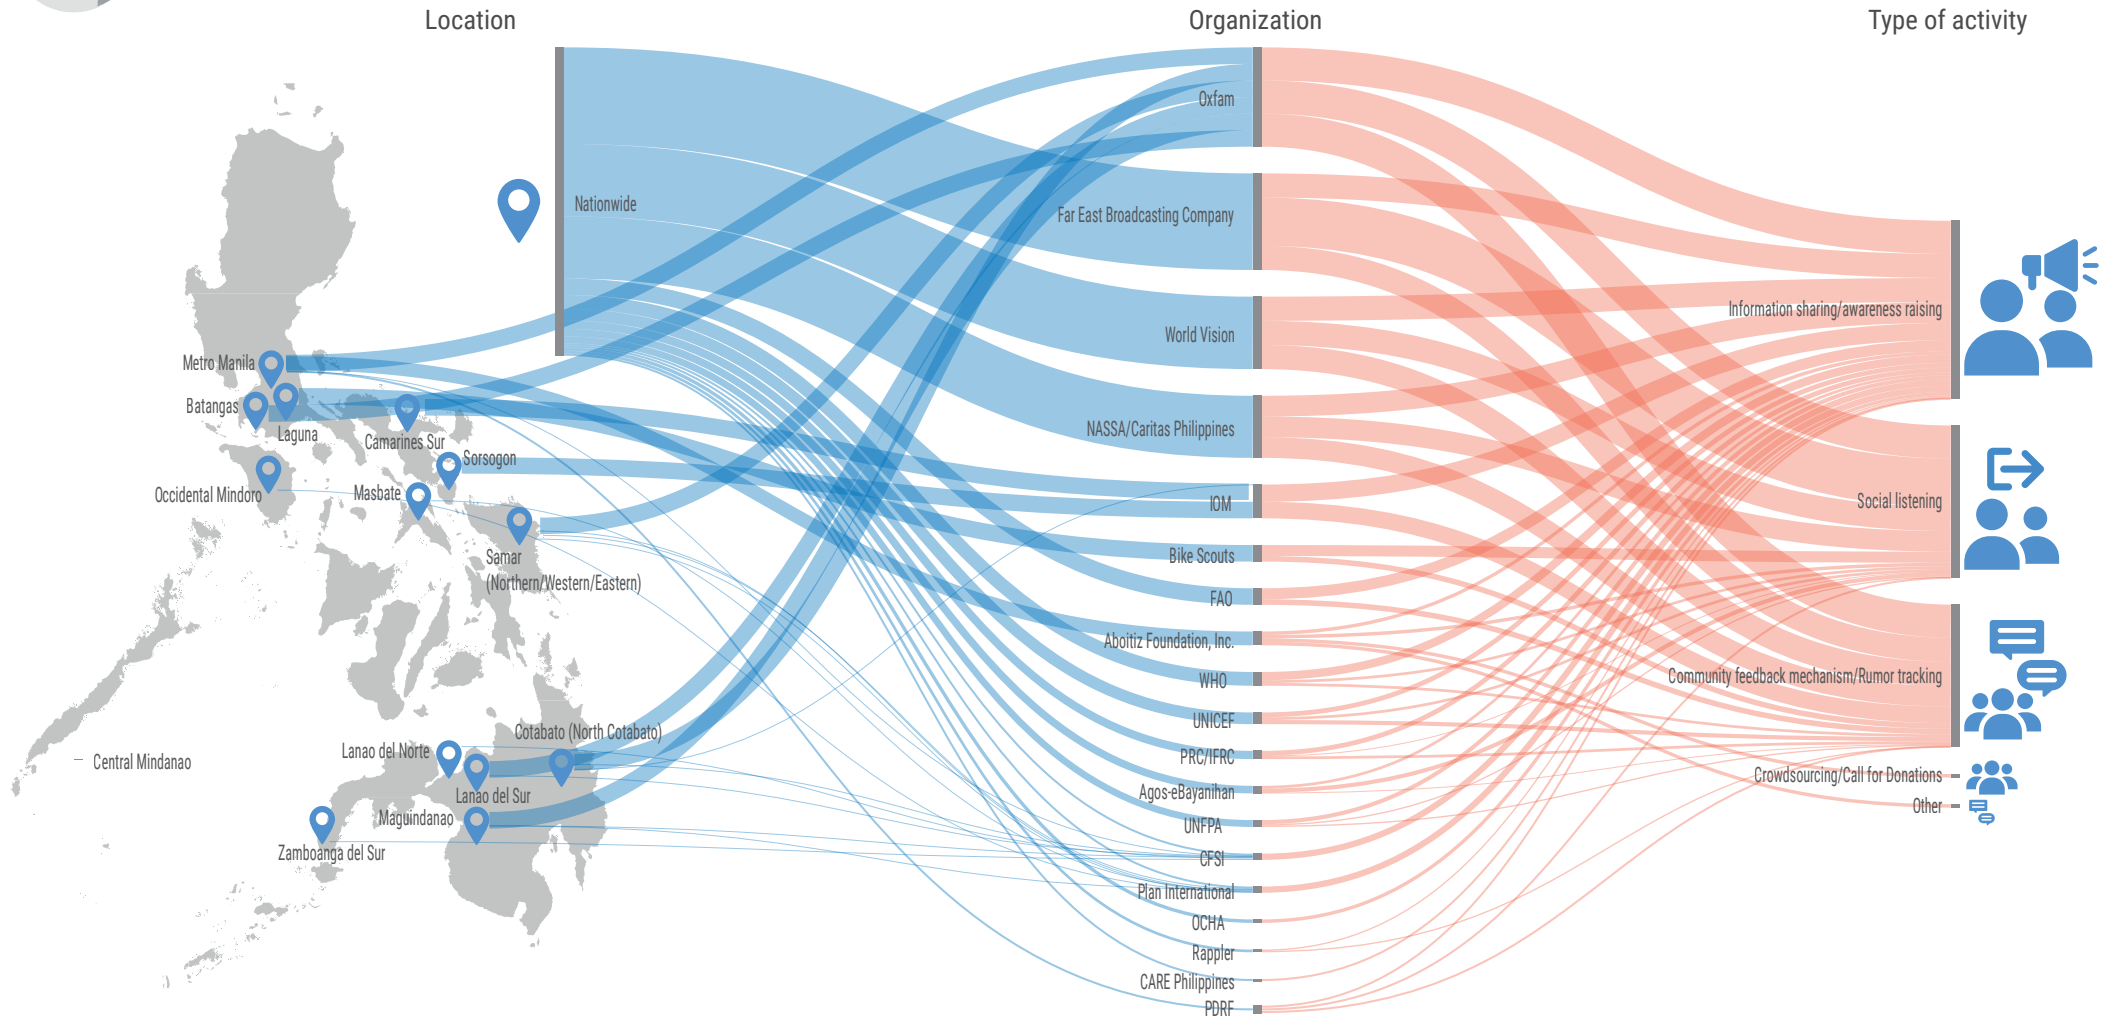 Location
Organization
Type of activity
Nationwide
Metro Manila
Batangas
Laguna
Camarines Sur
Sorsogon
Occidental Mindoro
Masbate
Samar
(Northern/Western/Eastern)
Cotabato (North Cotabato)
Lanao del Norte
Central Mindanao
Lanao del Sur
Maguindanao
Zamboanga del Sur
Oxfam
Far East Broadcasting Company
World Vision
NASSA/Caritas Philippines
IOM
Bike Scouts
FAO
Aboitiz Foundation, Inc.
WHO
UNICEF
PRC/IFRC
Agos-eBayanihan
UNFPA
CFSI
Plan International
OCHA
Rappler
CARE Philippines
PDRF
Information sharing/awareness raising
Social listening
Community feedback mechanism/Rumor tracking
Crowdsourcing/Call for Donations
Other